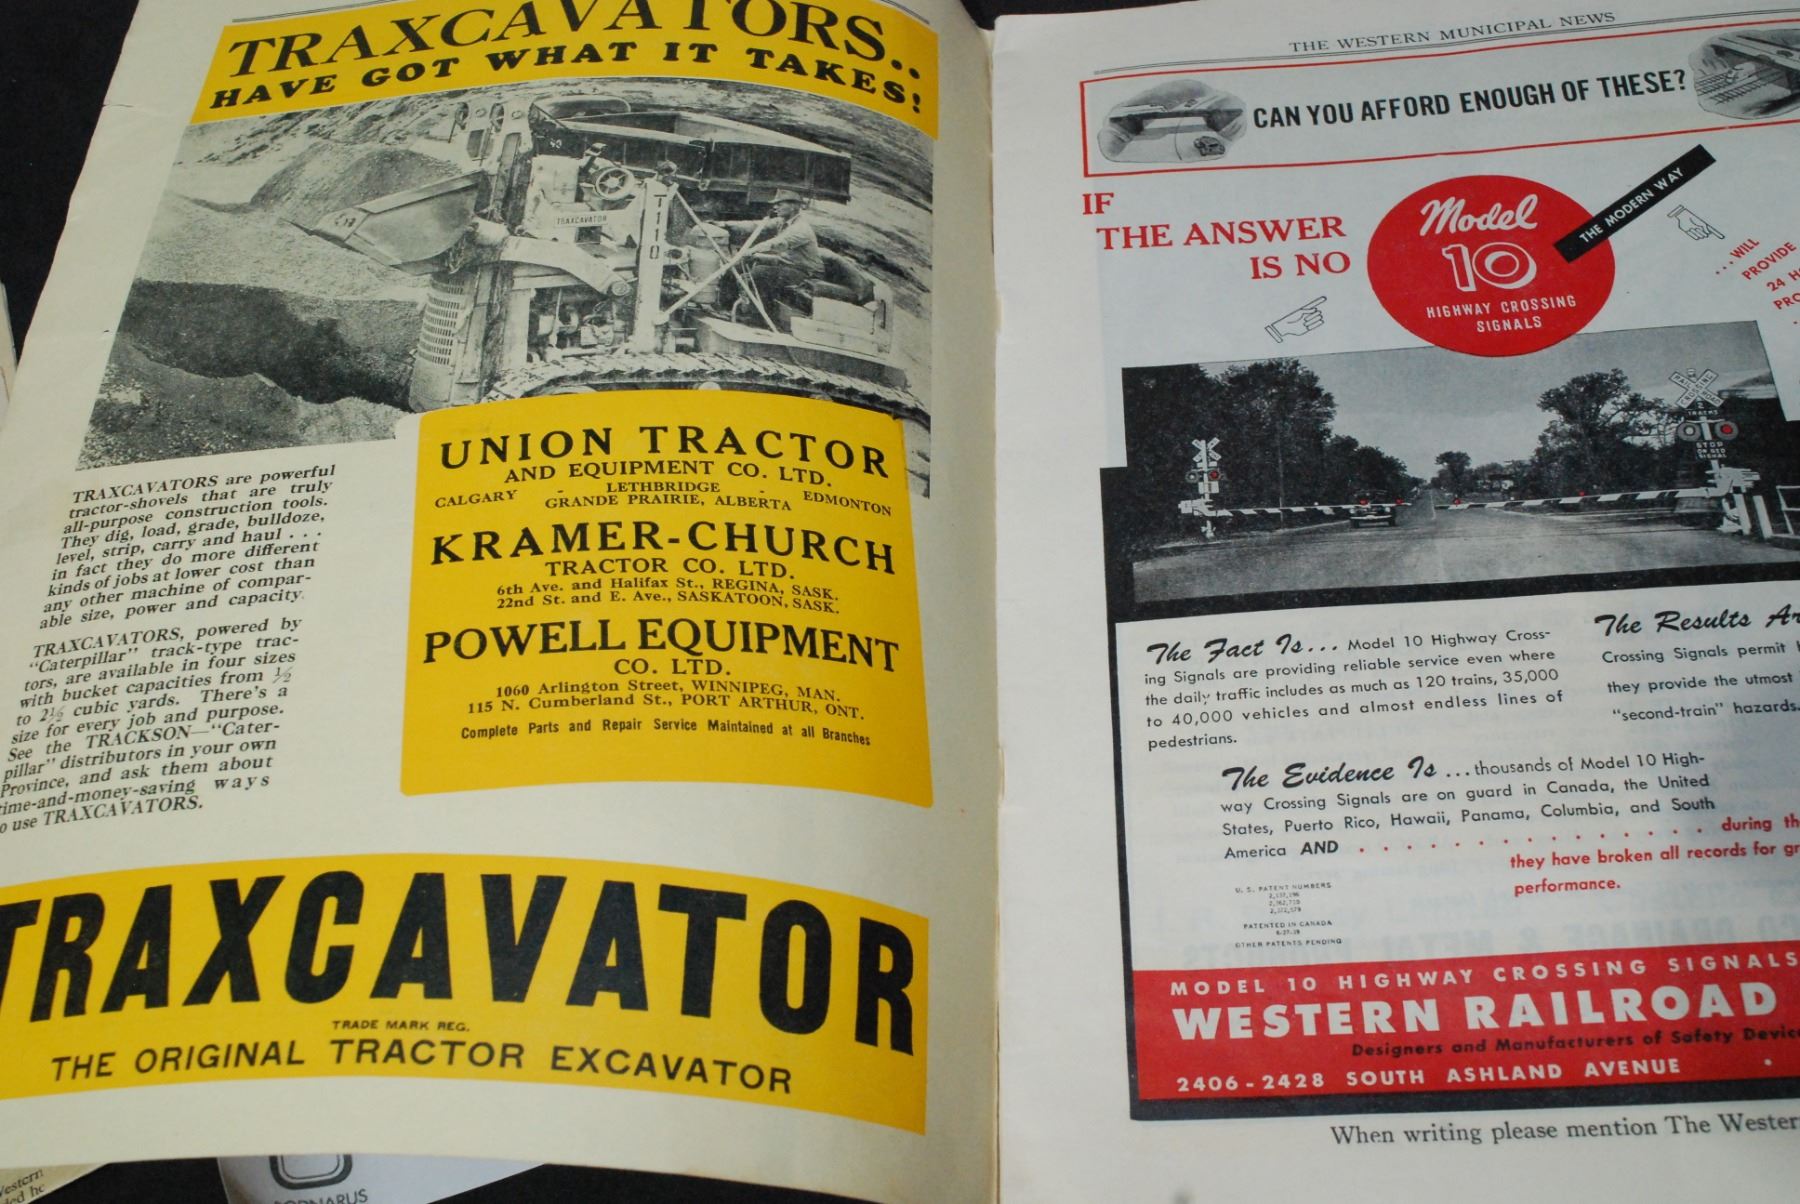 TRAXCAVATORS..
HAVE GOT WHAT IT TAKES!
TRAXCAVATOR
T110
TRAXCAVATORS are powerful
tractor-shovels that are truly
all-purpose construction tools.
They dig, load, grade, bulldoze,
level, strip, carry and haul . . .
in fact they do more different
kinds of jobs at lower cost than
any other machine of compar-
able size, power and capacity.
TRAXCAVATORS, powered by
"Caterpillar" track-type trac-
tors, are available in four sizes
with bucket capacities from ½
to 2½ cubic yards. There's a
size for every job and purpose.
See the TRACKSON—"Cater-
pillar" distributors in your own
Province, and ask them about
time-and-money-saving ways
o use TRAXCAVATORS.
UNION TRACTOR
AND EQUIPMENT CO. LTD.
CALGARY - LETHBRIDGE - EDMONTON
GRANDE PRAIRIE, ALBERTA
KRAMER-CHURCH
TRACTOR CO. LTD.
6th Ave. and Halifax St., REGINA, SASK.
22nd St. and E. Ave., SASKATOON, SASK.
POWELL EQUIPMENT
CO. LTD.
1060 Arlington Street, WINNIPEG, MAN.
115 N. Cumberland St., PORT ARTHUR, ONT.
Complete Parts and Repair Service Maintained at all Branches
TRAXCAVATOR
TRADE MARK REG.
THE ORIGINAL TRACTOR EXCAVATOR
THE WESTERN MUNICIPAL NEWS
CAN YOU AFFORD ENOUGH OF THESE?
IF
THE ANSWER
IS NO
Model
10
HIGHWAY CROSSING
SIGNALS
THE MODERN WAY
...WILL
PROVIDE
24 H
PRO
RAILROAD CROSSING
2
TRACKS
STOP
ON RED
SIGNAL
The Fact Is... Model 10 Highway Cross-
ing Signals are providing reliable service even where
the daily traffic includes as much as 120 trains, 35,000
to 40,000 vehicles and almost endless lines of
pedestrians.
The Results Ar
Crossing Signals permit
they provide the utmost
"second-train" hazards.
The Evidence Is ...thousands of Model 10 High-
way Crossing Signals are on guard in Canada, the United
States, Puerto Rico, Hawaii, Panama, Columbia, and South
America AND . . . . . . . . . . during th
they have broken all records for gr
performance.
U. S. PATENT NUMBERS
PATENTED IN CANADA
OTHER PATENTS PENDING
MODEL 10 HIGHWAY CROSSING SIGNALS
WESTERN RAILROAD
Designers and Manufacturers of Safety Device
2406-2428 SOUTH ASHLAND AVENUE •
When writing please mention The Wester